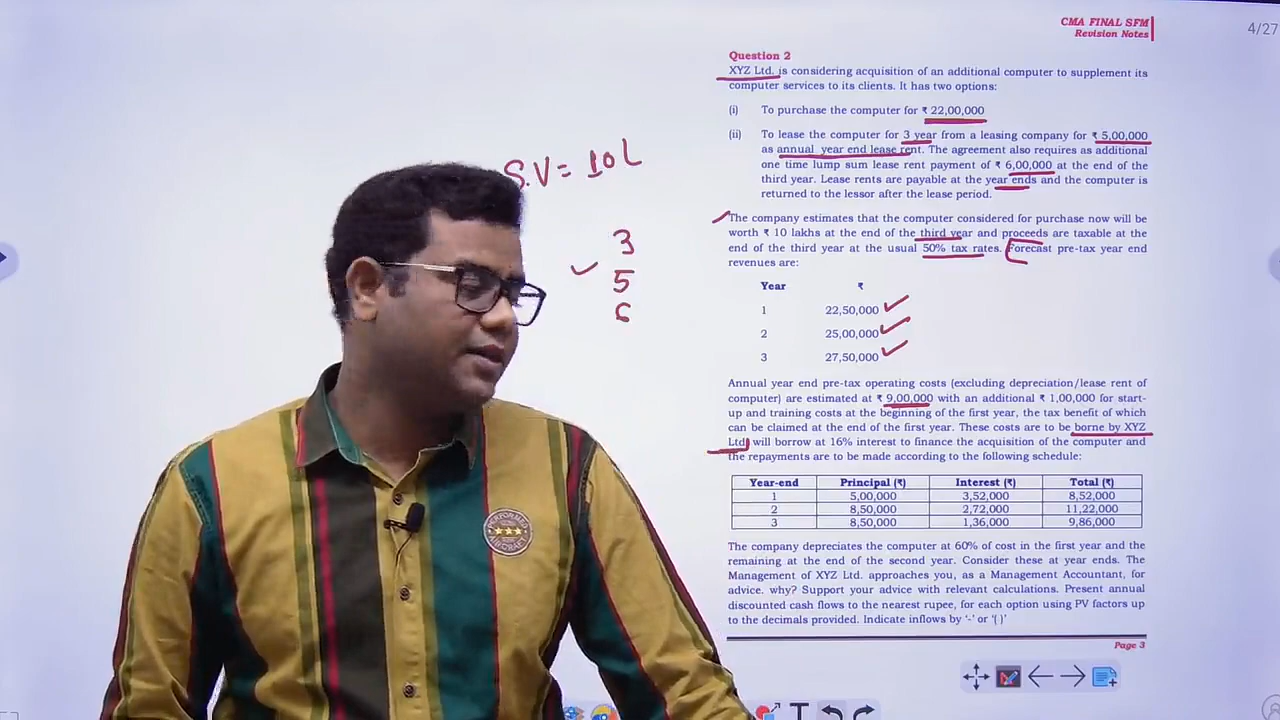 CMA FINAL SFM
Revision Notes
4/27
Question 2
XYZ Ltd. is considering acquisition of an additional computer to supplement its
computer services to its clients. It has two options:
(i) To purchase the computer for ₹ 22,00,000
(ii) To lease the computer for 3 year from a leasing company for ₹ 5,00,000
as annual year end lease rent. The agreement also requires as additional
one time lump sum lease rent payment of ₹ 6,00,000 at the end of the
third year. Lease rents are payable at the year ends and the computer is
returned to the lessor after the lease period.
The company estimates that the computer considered for purchase now will be
worth ₹ 10 lakhs at the end of the third year and proceeds are taxable at the
end of the third year at the usual 50% tax rates. Forecast pre-tax year end
revenues are:
Year ₹
1 22,50,000
2 25,00,000
3 27,50,000
Annual year end pre-tax operating costs (excluding depreciation/lease rent of
computer) are estimated at ₹ 9,00,000 with an additional ₹ 1,00,000 for start-
up and training costs at the beginning of the first year, the tax benefit of which
can be claimed at the end of the first year. These costs are to be borne by XYZ
Ltd. will borrow at 16% interest to finance the acquisition of the computer and
the repayments are to be made according to the following schedule:
Year-end Principal (₹) Interest (₹) Total (₹)
1 5,00,000 3,52,000 8,52,000
2 8,50,000 2,72,000 11,22,000
3 8,50,000 1,36,000 9,86,000
The company depreciates the computer at 60% of cost in the first year and the
remaining at the end of the second year. Consider these at year ends. The
Management of XYZ Ltd. approaches you, as a Management Accountant, for
advice. why? Support your advice with relevant calculations. Present annual
discounted cash flows to the nearest rupee, for each option using PV factors up
to the decimals provided. Indicate inflows by ‘-’ or ‘( )’
Page 3
S.V = 10 L
3
5
6
T